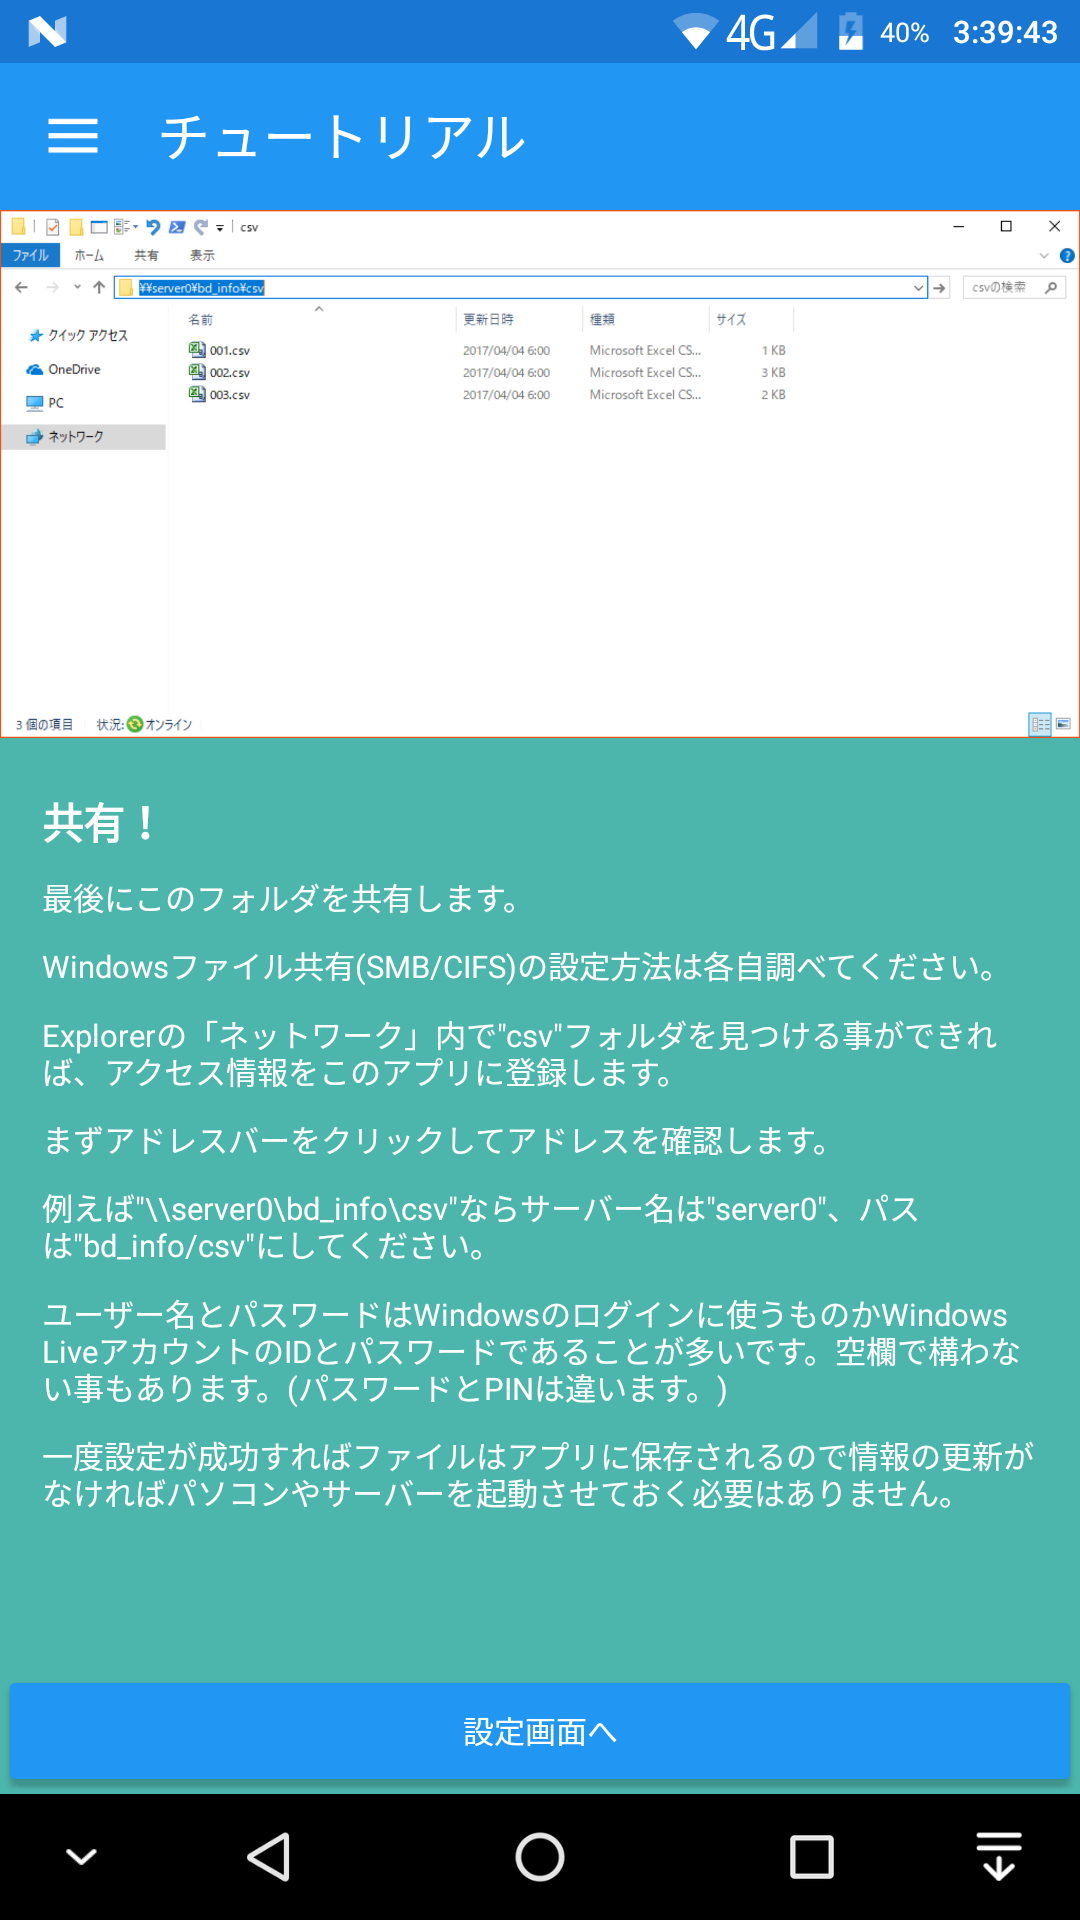 4G 40% 3:39:43
チュートリアル
csv
ファイル ホーム 共有 表示
¥¥server0¥bd_info¥csv csvの検索
名前 更新日時 種類 サイズ
クイック アクセス
001.csv 2017/04/04 6:00 Microsoft Excel CS... 1 KB
OneDrive
002.csv 2017/04/04 6:00 Microsoft Excel CS... 3 KB
003.csv 2017/04/04 6:00 Microsoft Excel CS... 2 KB
PC
ネットワーク
3 個の項目 状況: オンライン
共有！
最後にこのフォルダを共有します。
Windowsファイル共有(SMB/CIFS)の設定方法は各自調べてください。
Explorerの「ネットワーク」内で"csv"フォルダを見つける事ができれ
ば、アクセス情報をこのアプリに登録します。
まずアドレスバーをクリックしてアドレスを確認します。
例えば"\\server0\bd_info\csv"ならサーバー名は"server0"、パス
は"bd_info/csv"にしてください。
ユーザー名とパスワードはWindowsのログインに使うものかWindows
LiveアカウントのIDとパスワードであることが多いです。空欄で構わな
い事もあります。(パスワードとPINは違います。)
一度設定が成功すればファイルはアプリに保存されるので情報の更新が
なければパソコンやサーバーを起動させておく必要はありません。
設定画面へ